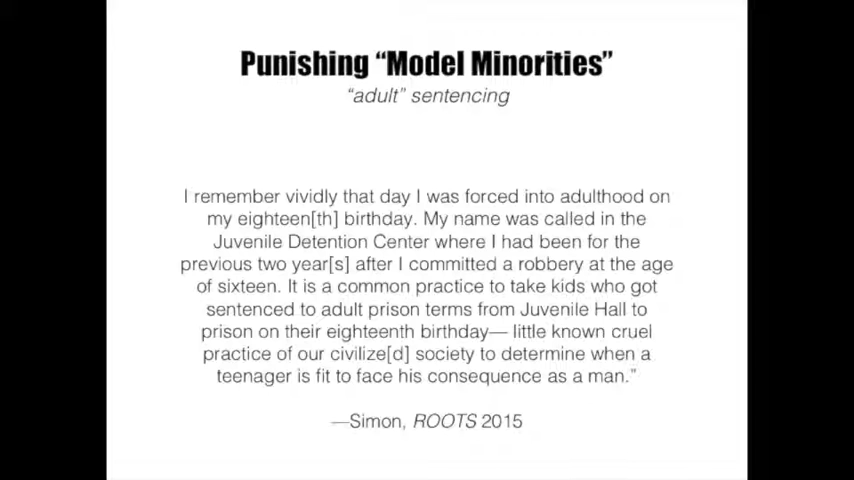 Punishing “Model Minorities”
“adult” sentencing
I remember vividly that day I was forced into adulthood on
my eighteen[th] birthday. My name was called in the
Juvenile Detention Center where I had been for the
previous two year[s] after I committed a robbery at the age
of sixteen. It is a common practice to take kids who got
sentenced to adult prison terms from Juvenile Hall to
prison on their eighteenth birthday— little known cruel
practice of our civilize[d] society to determine when a
teenager is fit to face his consequence as a man.”
—Simon, ROOTS 2015